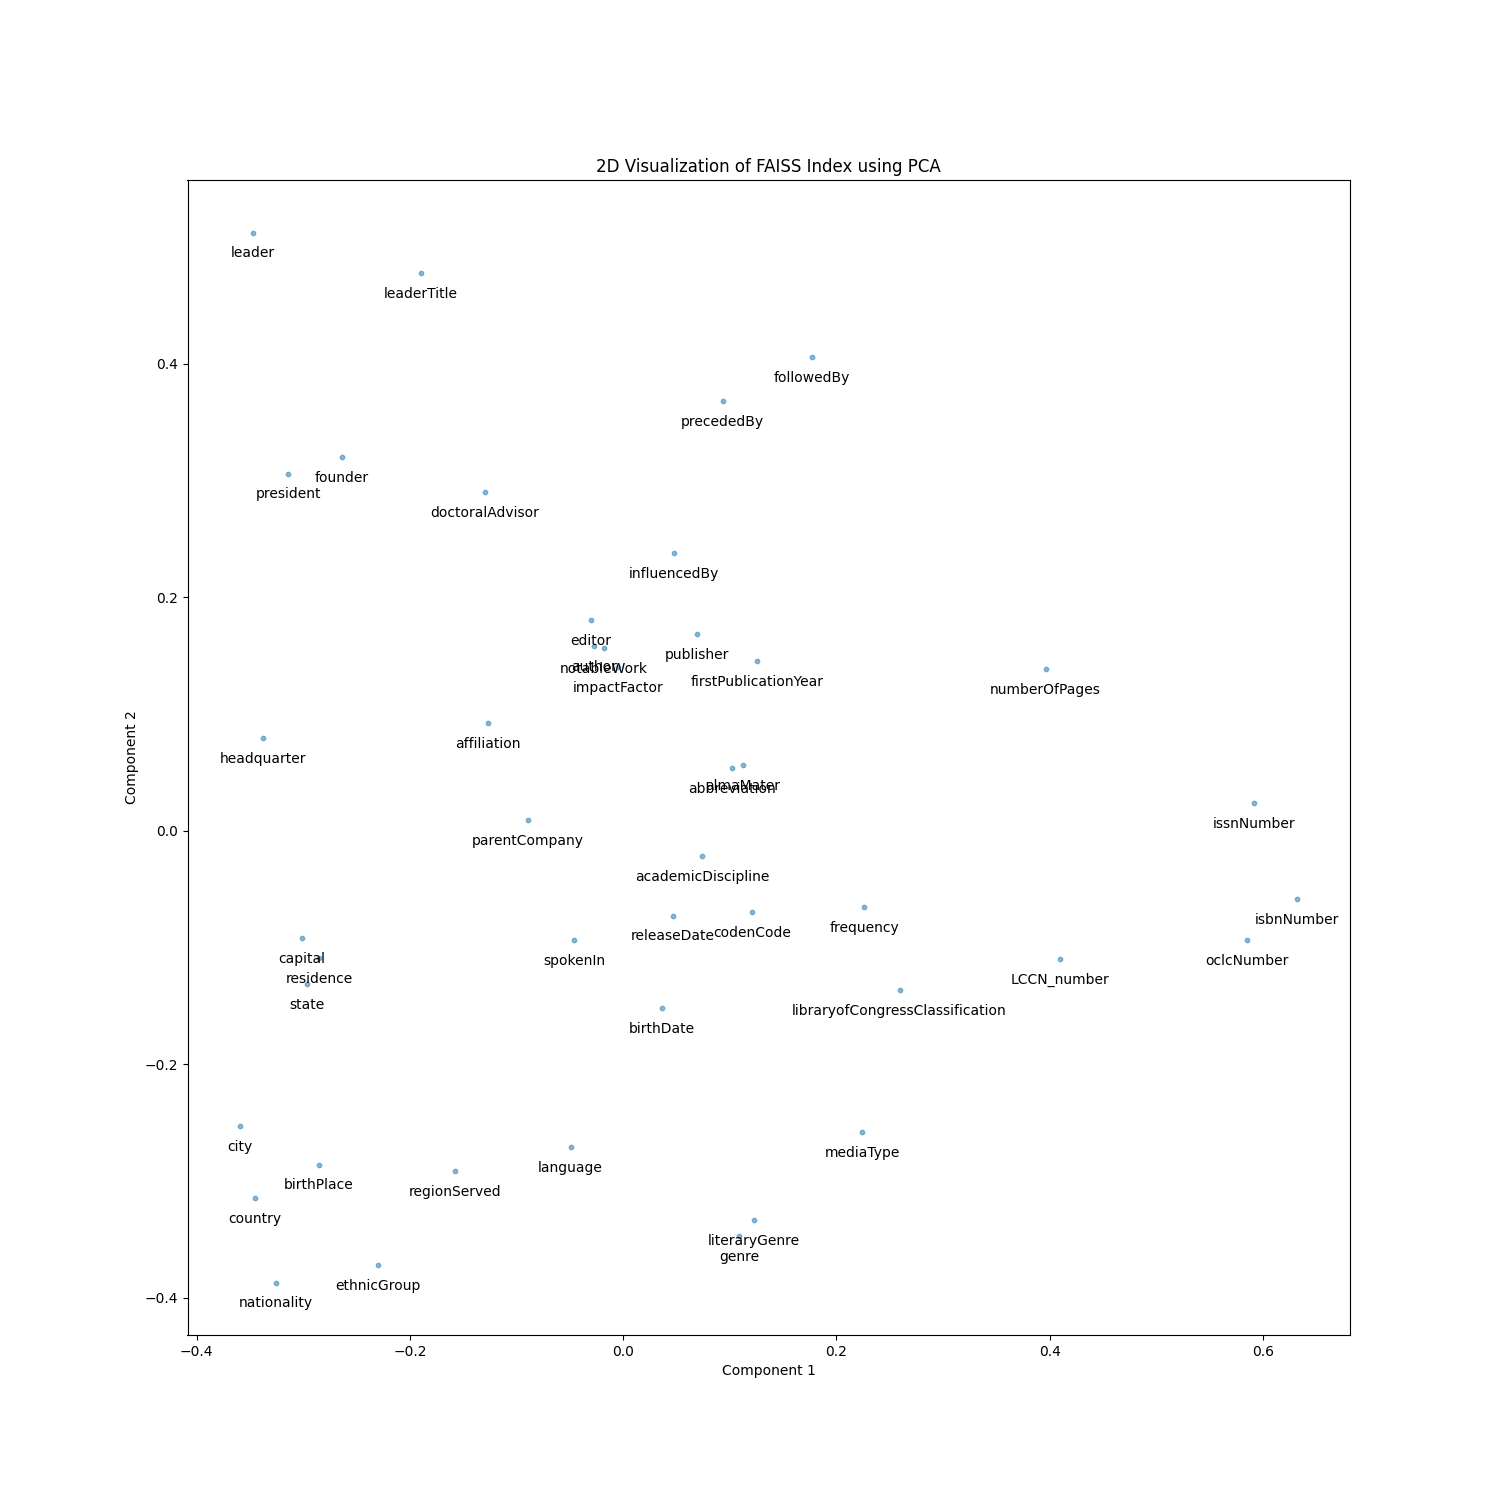 2D Visualization of FAISS Index using PCA
leader
leaderTitle
0.4
followedBy
precededBy
founder
president
doctoralAdvisor
influencedBy
0.2
editor
publisher
author
notableWork
firstPublicationYear
impactFactor
numberOfPages
affiliation
headquarter
Component 2
almaMater
abbreviation
issnNumber
0.0
parentCompany
academicDiscipline
isbnNumber
frequency
codenCode
releaseDate
capital
spokenIn
oclcNumber
residence
LCCN_number
state
libraryofCongressClassification
birthDate
−0.2
city
mediaType
language
birthPlace
regionServed
country
literaryGenre
genre
ethnicGroup
−0.4
nationality
−0.4
−0.2
0.0
0.2
0.4
0.6
Component 1